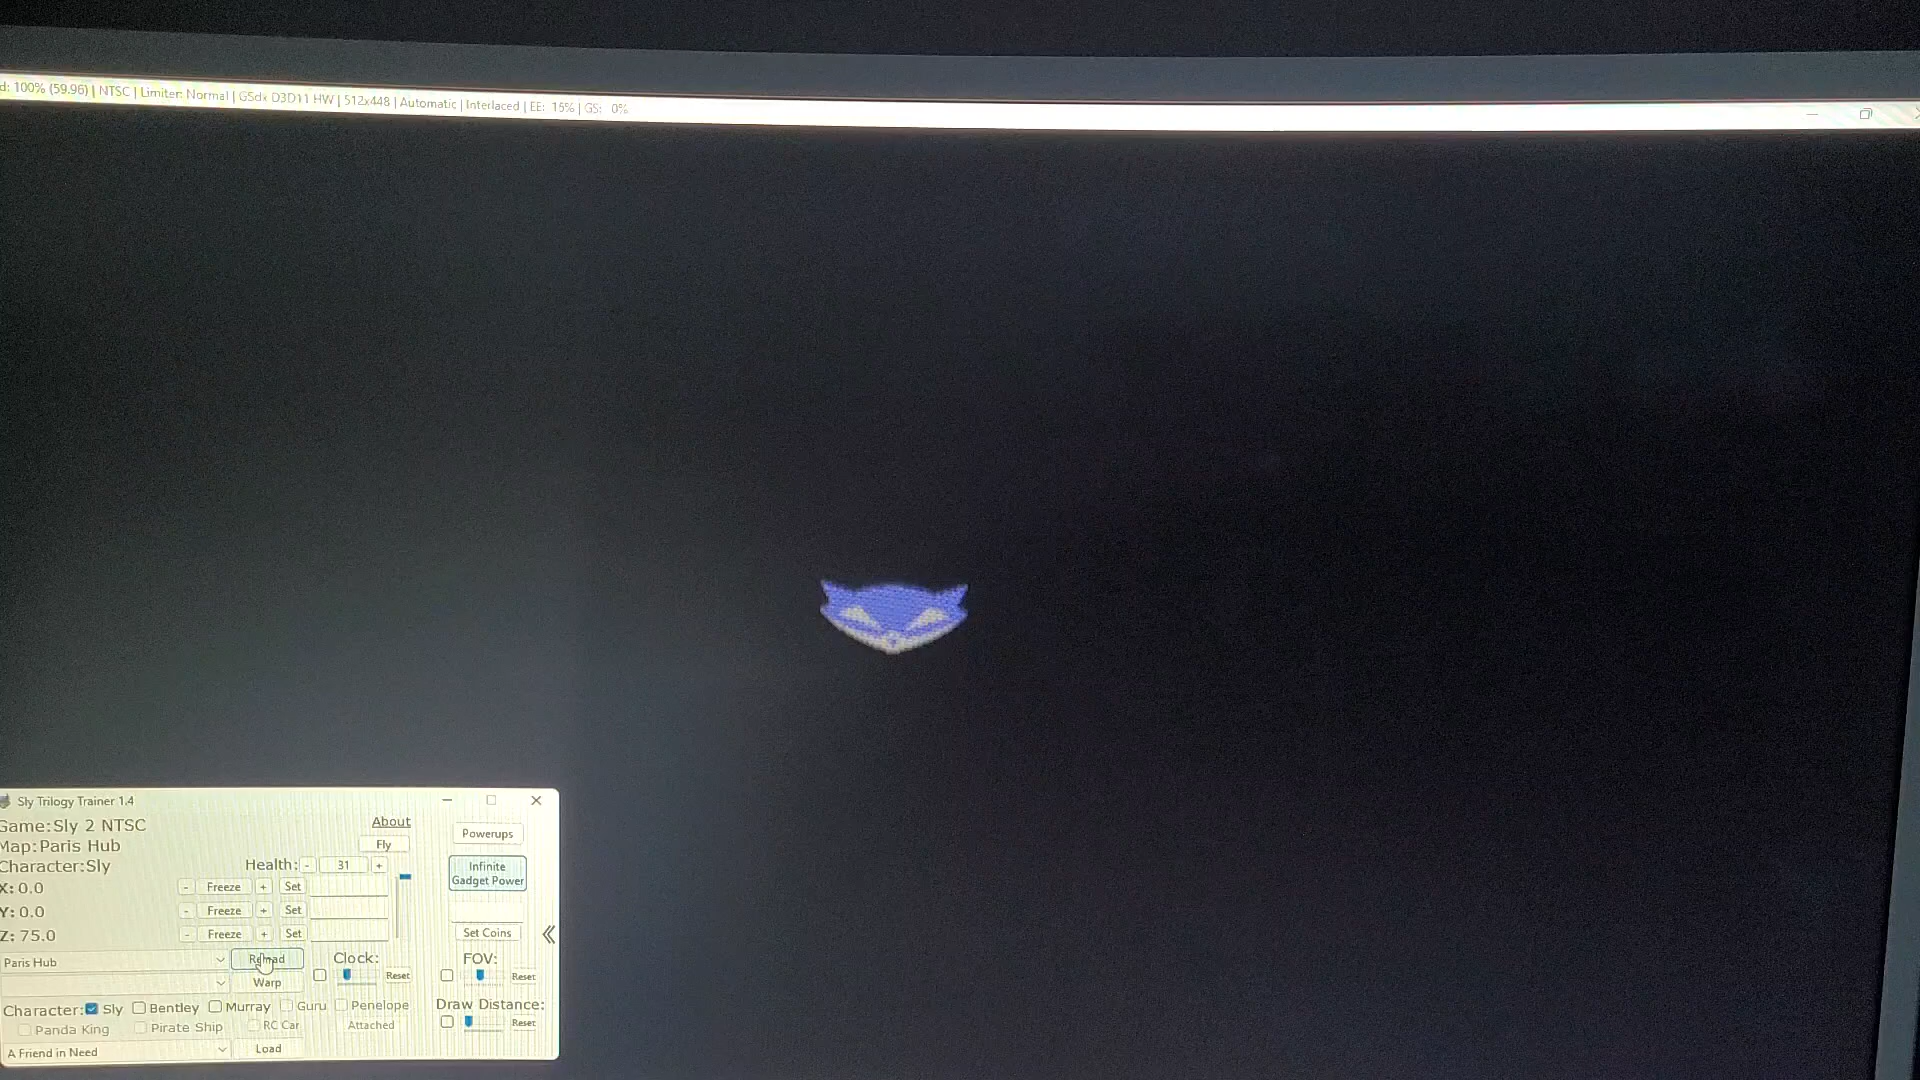 d: 100% (59.96) | NTSC | Limiter: Normal | GSdx D3D11 HW | 512x448 | Automatic | Interlaced | EE: 15% | GS: 0%
Sly Trilogy Trainer 1.4
Game:Sly 2 NTSC
About
Powerups
Map:Paris Hub
Fly
Character:Sly
Health: - 31 +
Infinite
Gadget Power
X: 0.0
- Freeze + Set
Y: 0.0
- Freeze + Set
Z: 75.0
- Freeze + Set
Set Coins
Paris Hub
Reload
Clock:
Reset
FOV:
Reset
Warp
Character: Sly Bentley Murray Guru Penelope
Draw Distance:
Reset
Panda King Pirate Ship RC Car Attached
A Friend in Need
Load